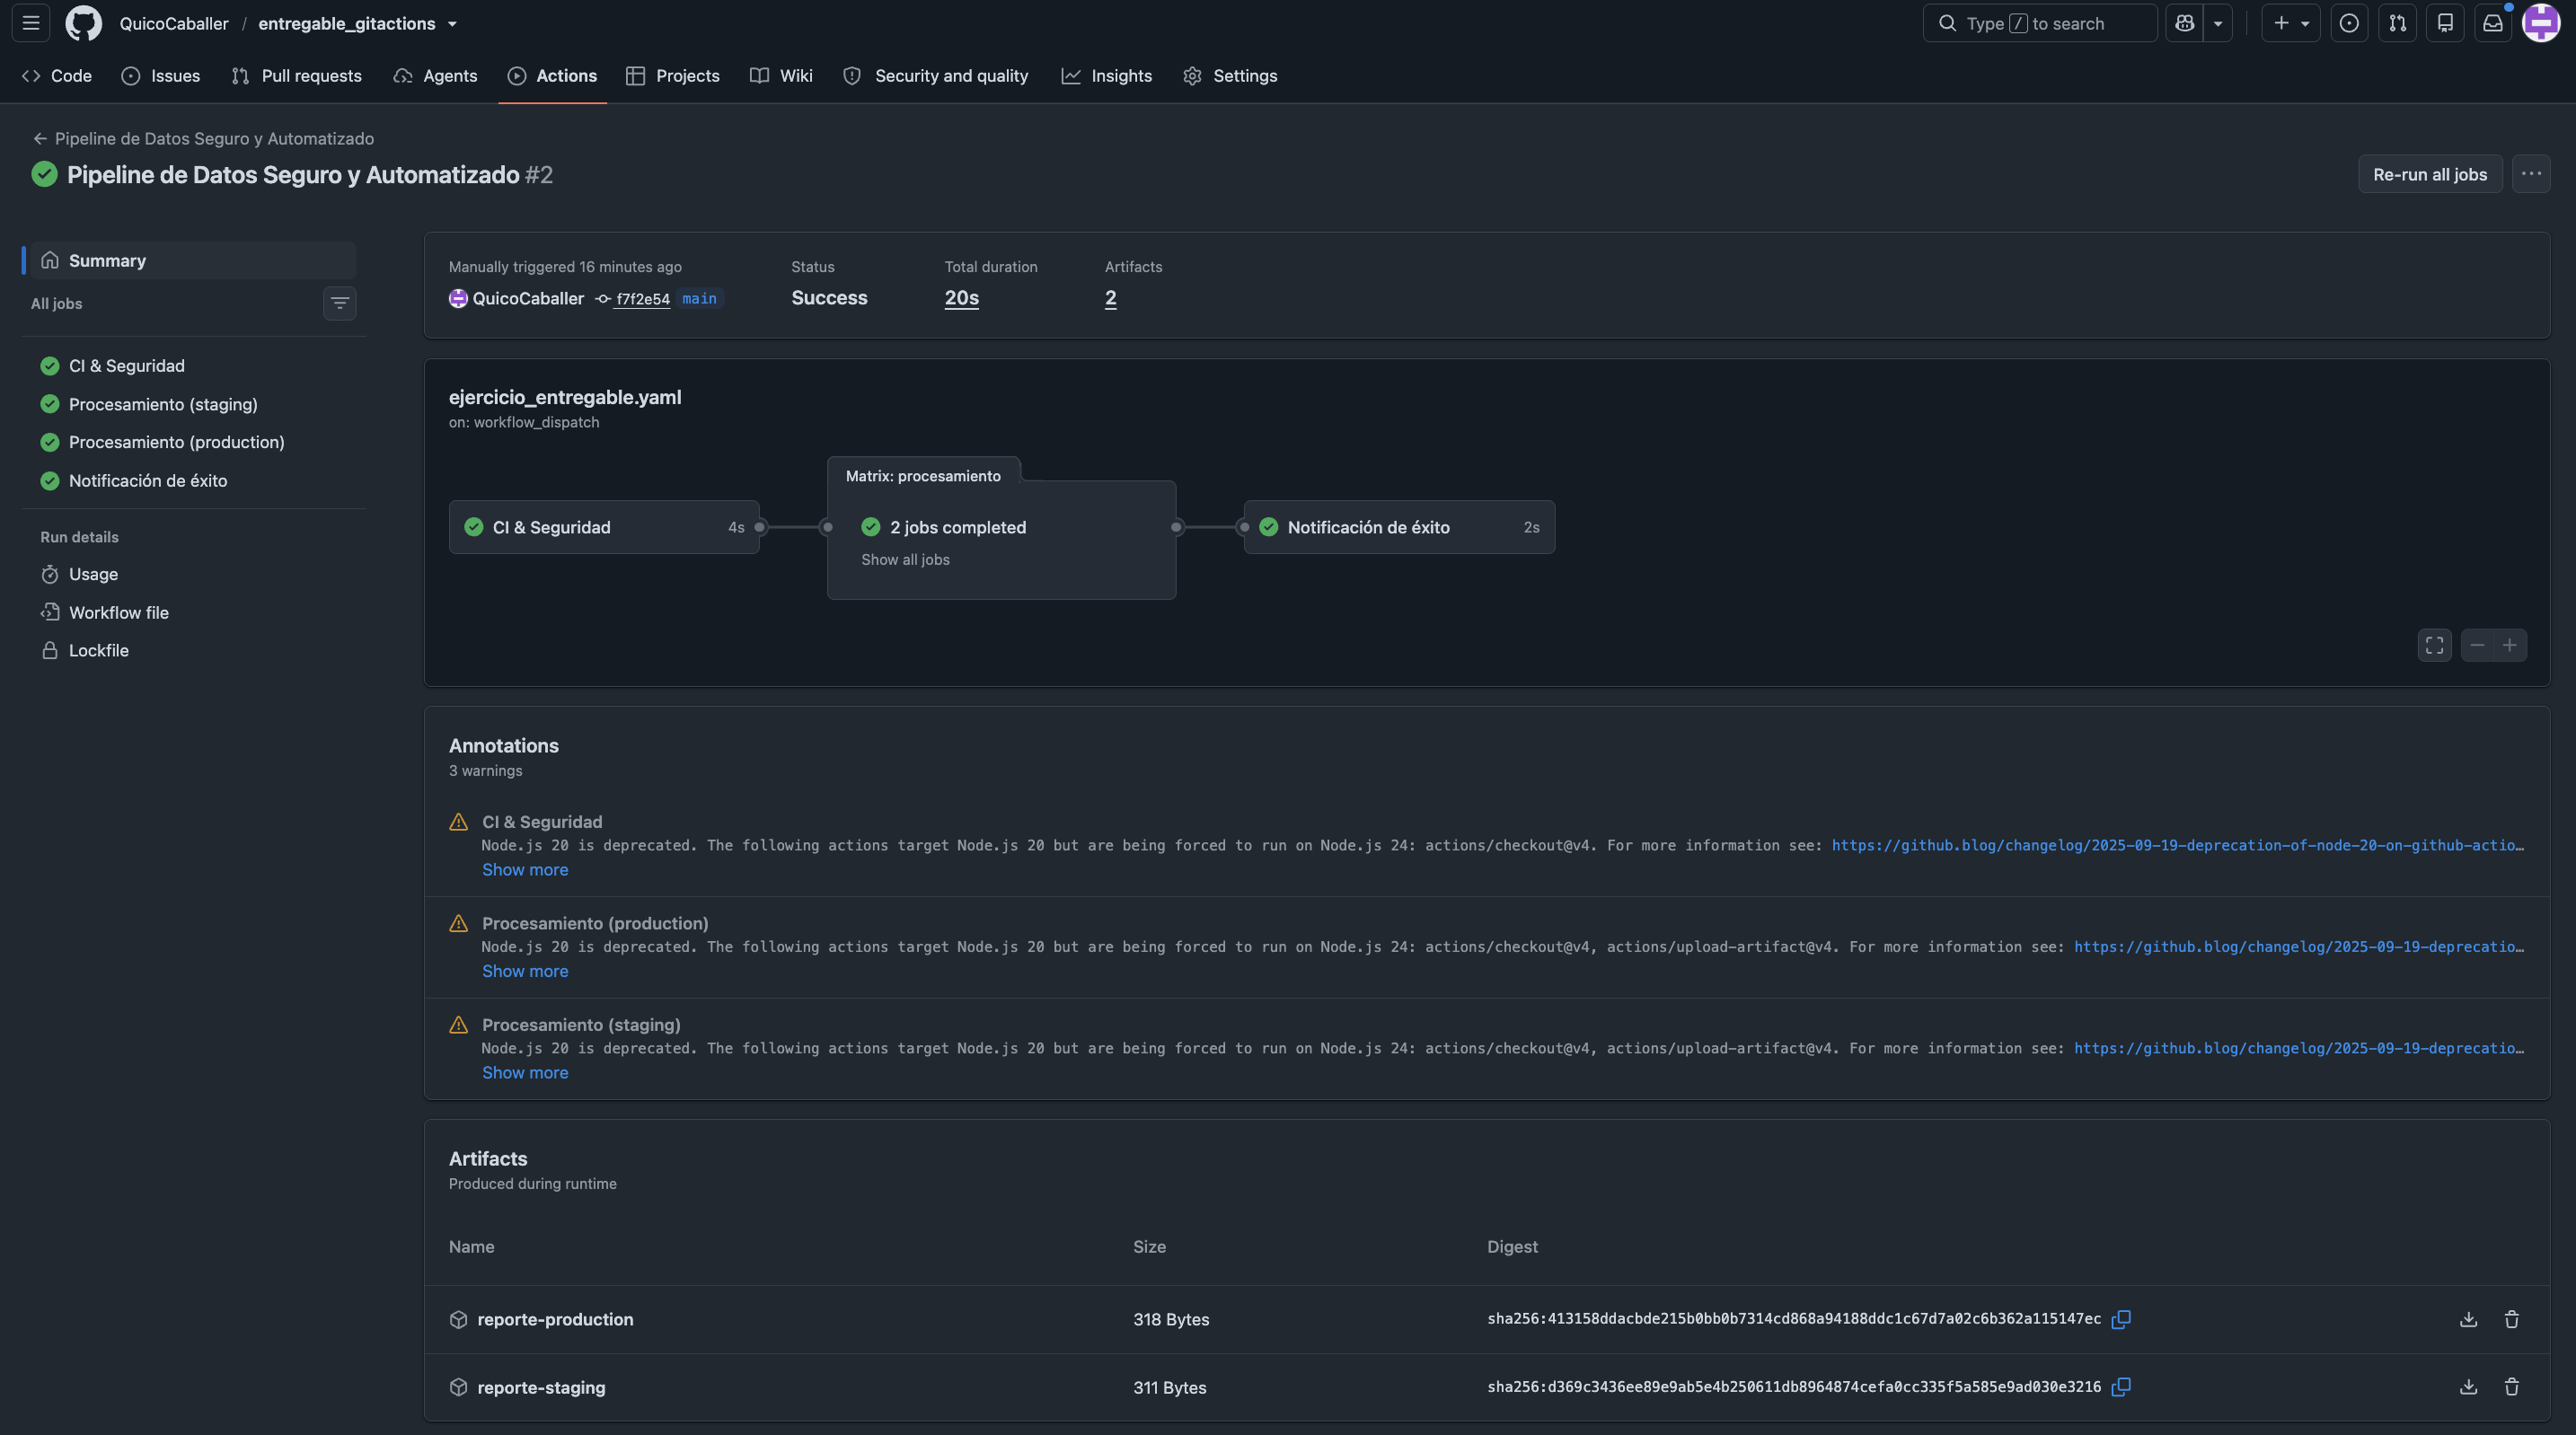 QuicoCaballer / entregable_gitactions
Type / to search
Code Issues Pull requests Agents Actions Projects Wiki Security and quality Insights Settings
Pipeline de Datos Seguro y Automatizado
Pipeline de Datos Seguro y Automatizado #2
Re-run all jobs
Summary
All jobs
CI & Seguridad
Procesamiento (staging)
Procesamiento (production)
Notificación de éxito
Run details
Usage
Workflow file
Lockfile
Manually triggered 16 minutes ago
QuicoCaballer f7f2e54 main
Status
Success
Total duration
20s
Artifacts
2
ejercicio_entregable.yaml
on: workflow_dispatch
CI & Seguridad 4s
Matrix: procesamiento
2 jobs completed
Show all jobs
Notificación de éxito 2s
Annotations
3 warnings
CI & Seguridad
Node.js 20 is deprecated. The following actions target Node.js 20 but are being forced to run on Node.js 24: actions/checkout@v4. For more information see: https://github.blog/changelog/2025-09-19-deprecation-of-node-20-on-github-actio…
Show more
Procesamiento (production)
Node.js 20 is deprecated. The following actions target Node.js 20 but are being forced to run on Node.js 24: actions/checkout@v4, actions/upload-artifact@v4. For more information see: https://github.blog/changelog/2025-09-19-deprecatio…
Show more
Procesamiento (staging)
Node.js 20 is deprecated. The following actions target Node.js 20 but are being forced to run on Node.js 24: actions/checkout@v4, actions/upload-artifact@v4. For more information see: https://github.blog/changelog/2025-09-19-deprecatio…
Show more
Artifacts
Produced during runtime
Name Size Digest
reporte-production 318 Bytes sha256:413158ddacbde215b0bb0b7314cd868a94188ddc1c67d7a02c6b362a115147ec
reporte-staging 311 Bytes sha256:d369c3436ee89e9ab5e4b250611db8964874cefa0cc335f5a585e9ad030e3216